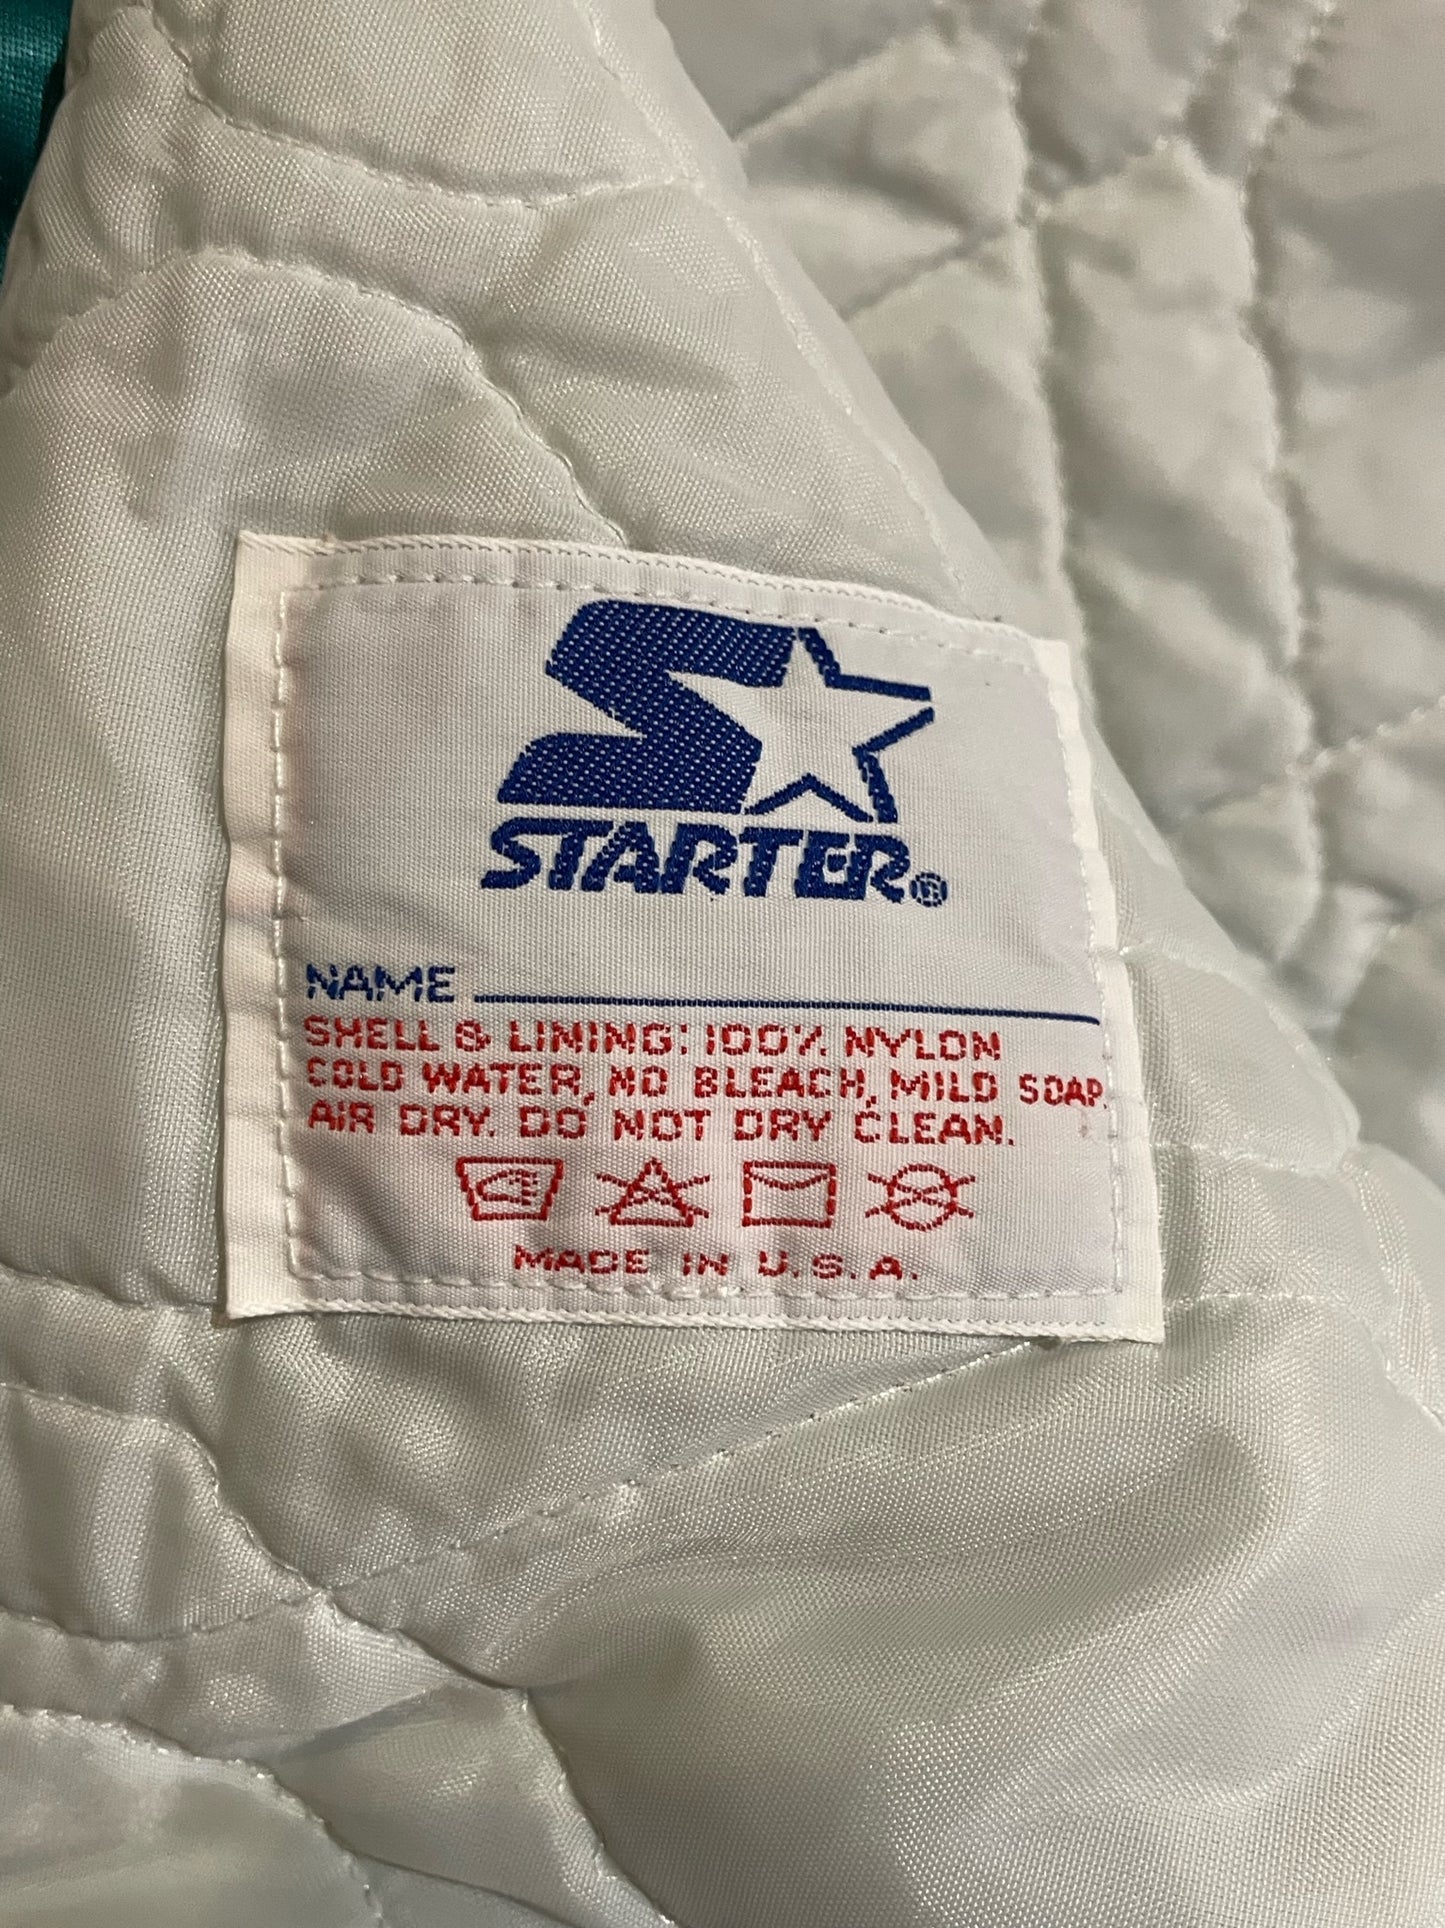 STARTER®
NAME
SHELL & LINING: 100% NYLON
COLD WATER, NO BLEACH, MILD SOAP.
AIR DRY. DO NOT DRY CLEAN.
MADE IN U.S.A.